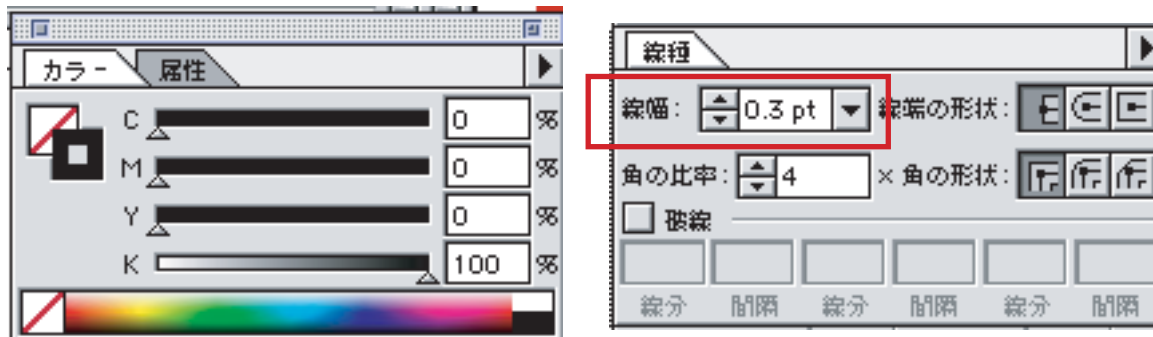 カラー 属性
C 0 %
M 0 %
Y 0 %
K 100 %
線種
線幅: 0.3 pt 線端の形状:
角の比率: 4 × 角の形状:
破線
線分 間隔 線分 間隔 線分 間隔